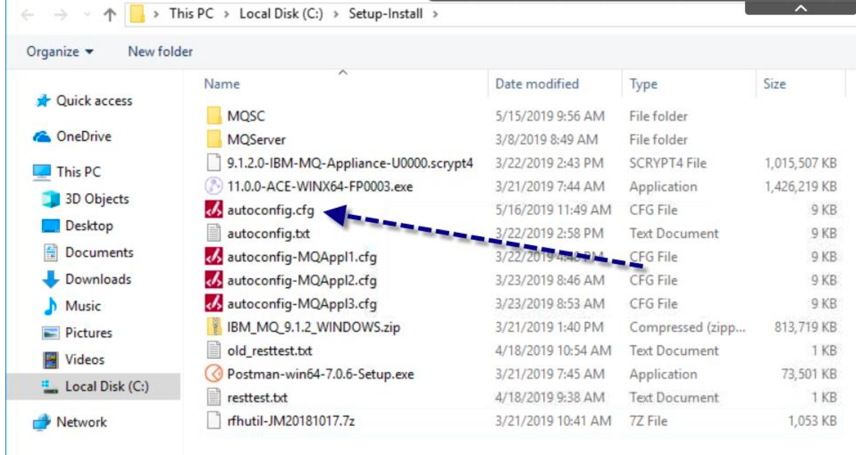 This PC > Local Disk (C:) > Setup-Install >
Organize New folder
Name Date modified Type Size
Quick access
OneDrive
This PC
3D Objects
Desktop
Documents
Downloads
Music
Pictures
Videos
Local Disk (C:)
Network
MQSC 5/15/2019 9:56 AM File folder
MQServer 3/8/2019 8:49 AM File folder
9.1.2.0-IBM-MQ-Appliance-U0000.scrypt4 3/22/2019 2:43 PM SCRYPT4 File 1,015,507 KB
11.0.0-ACE-WINX64-FP0003.exe 3/21/2019 7:44 AM Application 1,426,219 KB
autoconfig.cfg 5/16/2019 11:49 AM CFG File 9 KB
autoconfig.txt 3/22/2019 2:58 PM Text Document 9 KB
autoconfig-MQAppl1.cfg 3/22/2019 PM CFG File 9 KB
autoconfig-MQAppl2.cfg 3/23/2019 8:46 AM CFG File 9 KB
autoconfig-MQAppl3.cfg 3/23/2019 8:53 AM CFG File 9 KB
IBM_MQ_9.1.2_WINDOWS.zip 3/21/2019 1:40 PM Compressed (zipp... 813,719 KB
old_resttest.txt 4/18/2019 10:54 AM Text Document 1 KB
Postman-win64-7.0.6-Setup.exe 3/21/2019 7:45 AM Application 73,501 KB
resttest.txt 4/18/2019 9:38 AM Text Document 1 KB
rfhutil-JM20181017.7z 3/21/2019 10:41 AM 7Z File 1,053 KB